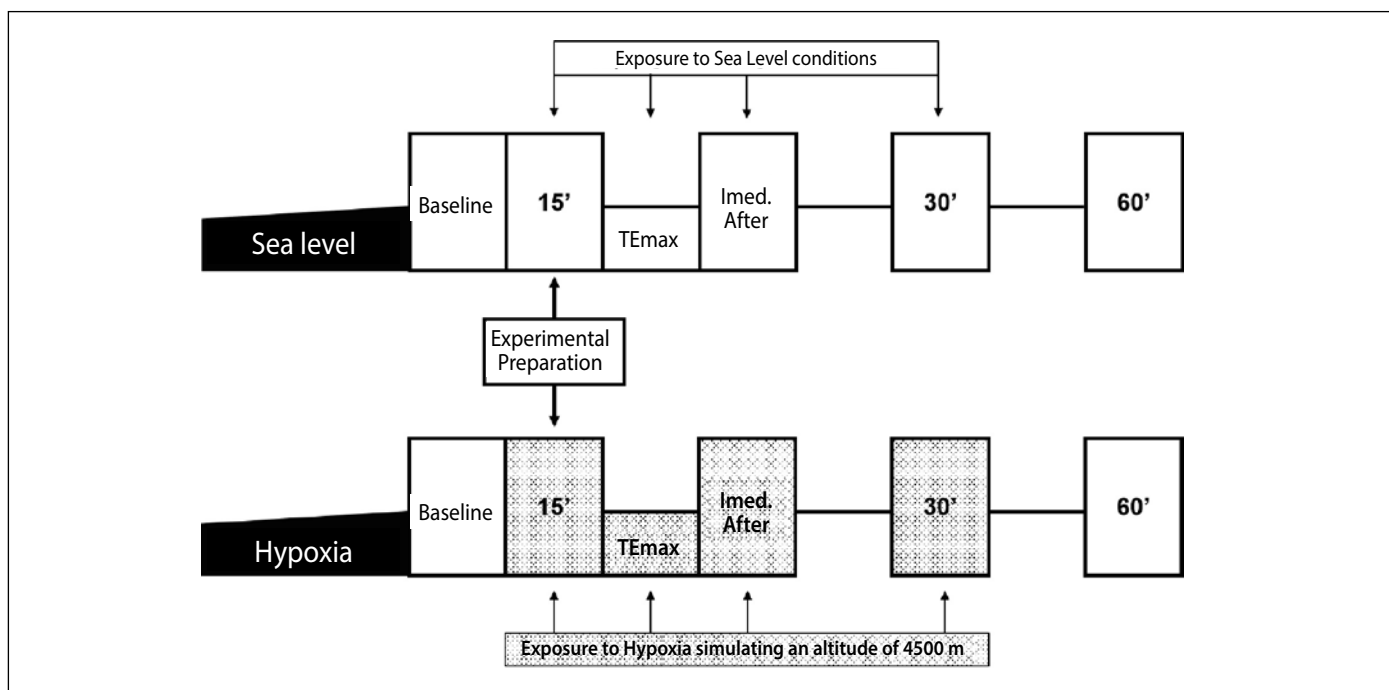 Exposure to Sea Level conditions
Sea level
Baseline
15’
TEmax
Imed.
After
30’
60’
Experimental
Preparation
Hypoxia
Baseline
15’
TEmax
Imed.
After
30’
60’
Exposure to Hypoxia simulating an altitude of 4500 m